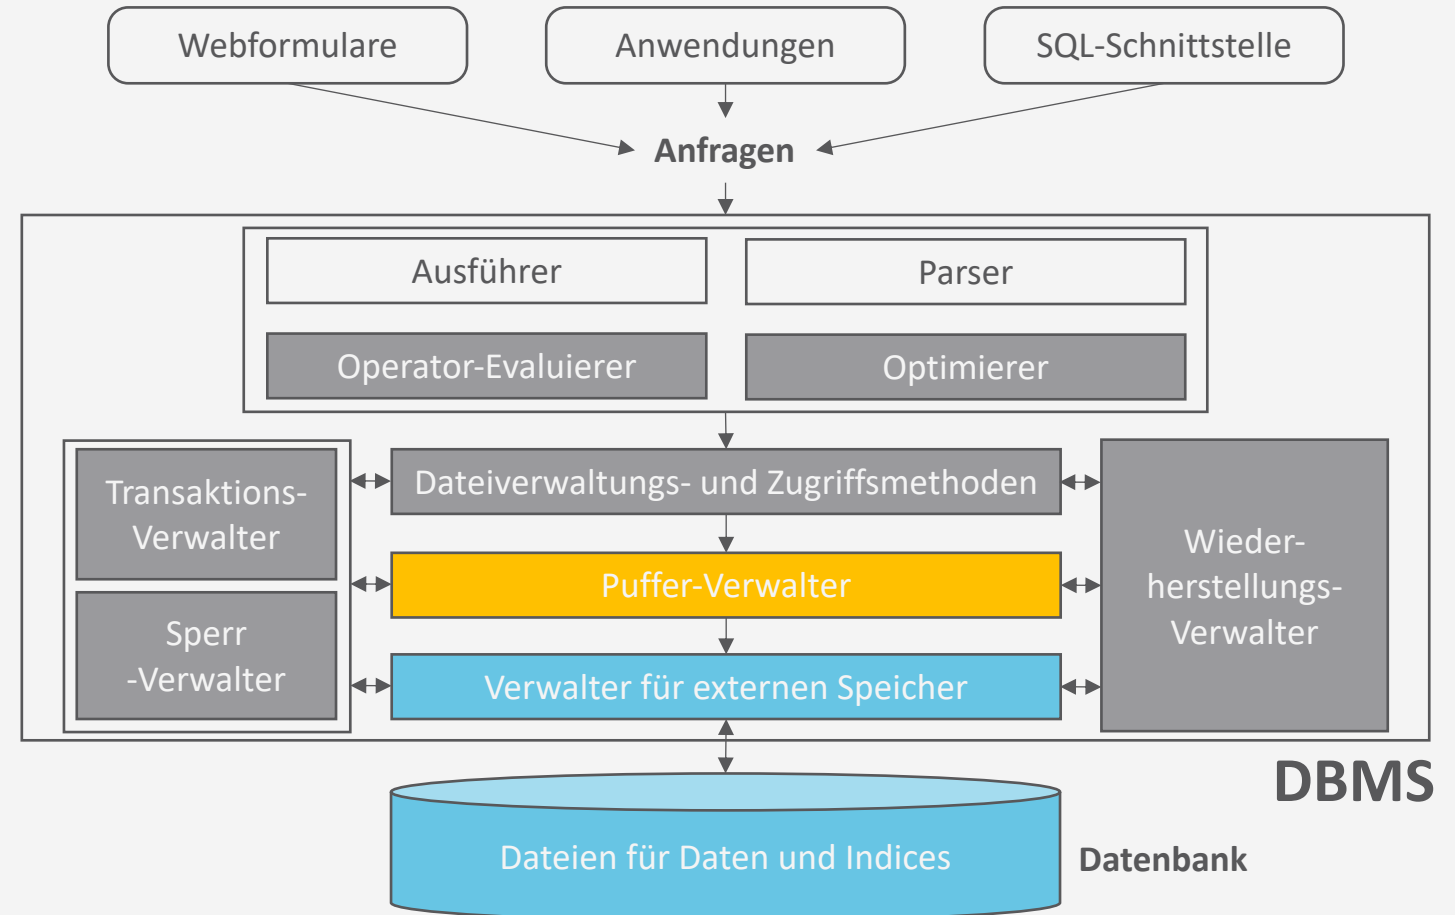 Webformulare
Anwendungen
SQL-Schnittstelle
Anfragen
Ausführer
Parser
Operator-Evaluierer
Optimierer
Transaktions-
Verwalter
Sperr
-Verwalter
Dateiverwaltungs- und Zugriffsmethoden
Puffer-Verwalter
Verwalter für externen Speicher
Wieder-
herstellungs-
Verwalter
DBMS
Dateien für Daten und Indices
Datenbank